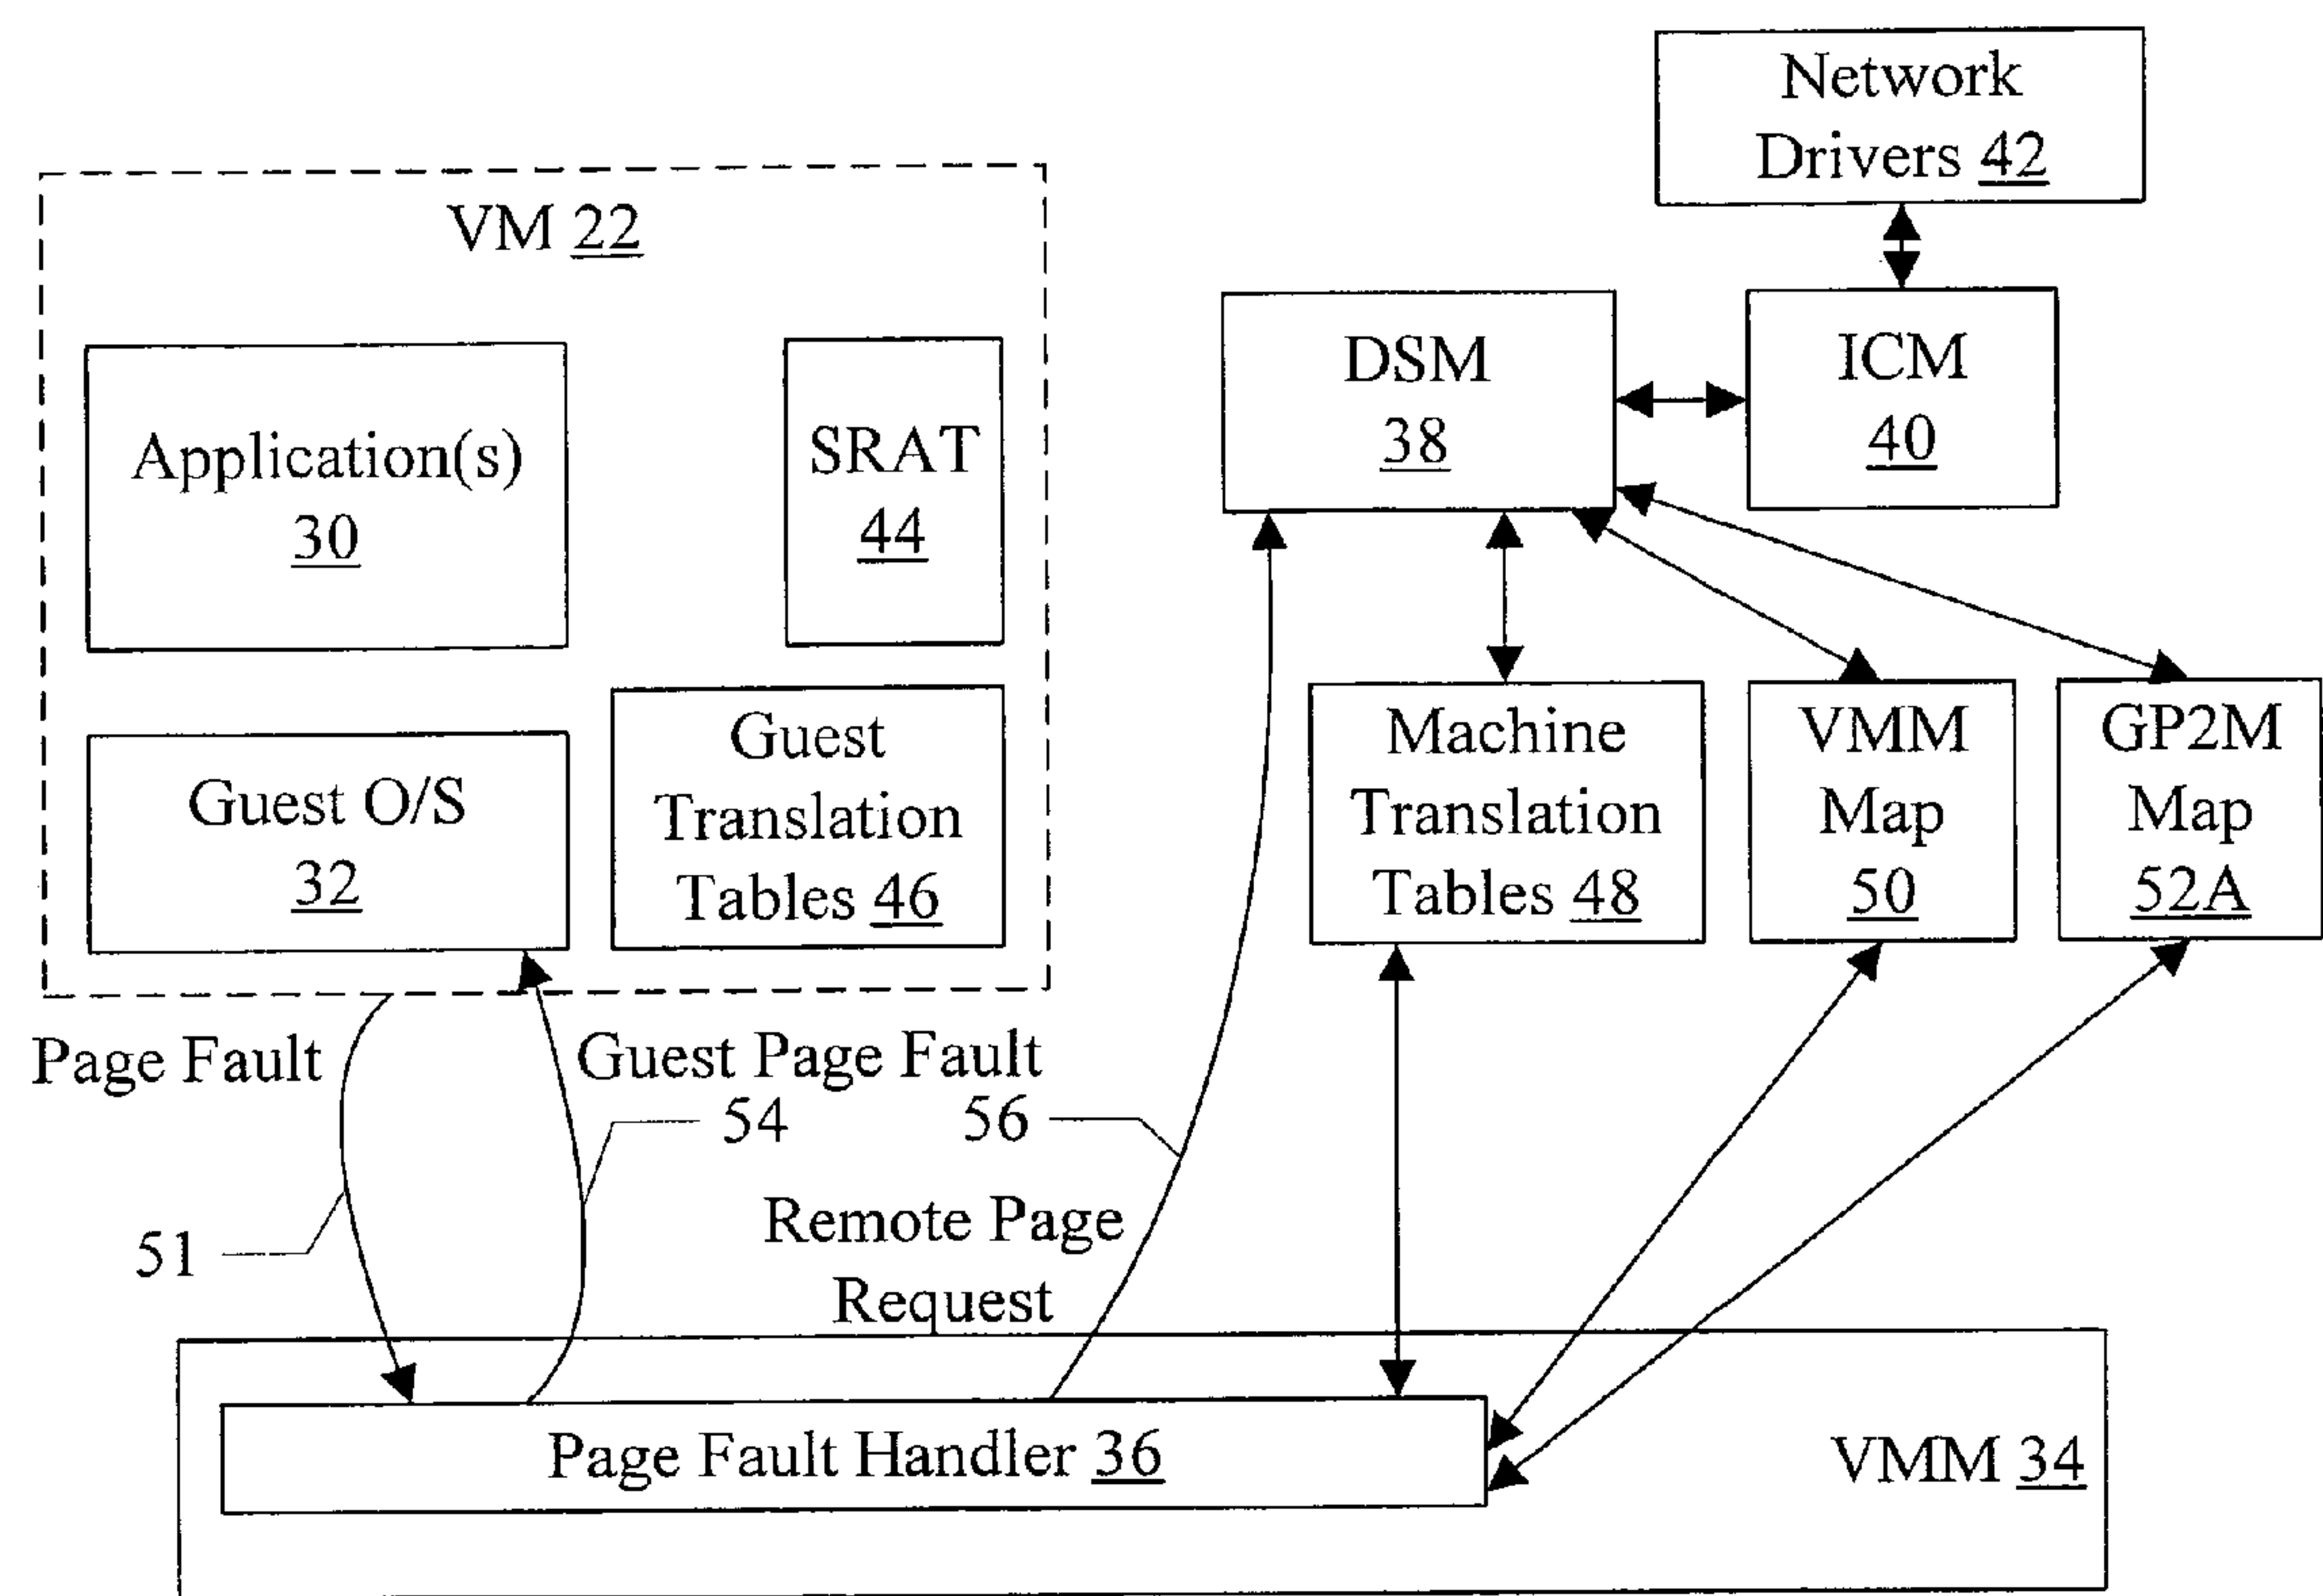 Network
Drivers 42
VM 22
DSM
38
ICM
40
Application(s)
30
SRAT
44
Guest O/S
32
Guest
Translation
Tables 46
Machine
Translation
Tables 48
VMM
Map
50
GP2M
Map
52A
Page Fault
Guest Page Fault
54
56
51
Remote Page
Request
Page Fault Handler 36
VMM 34